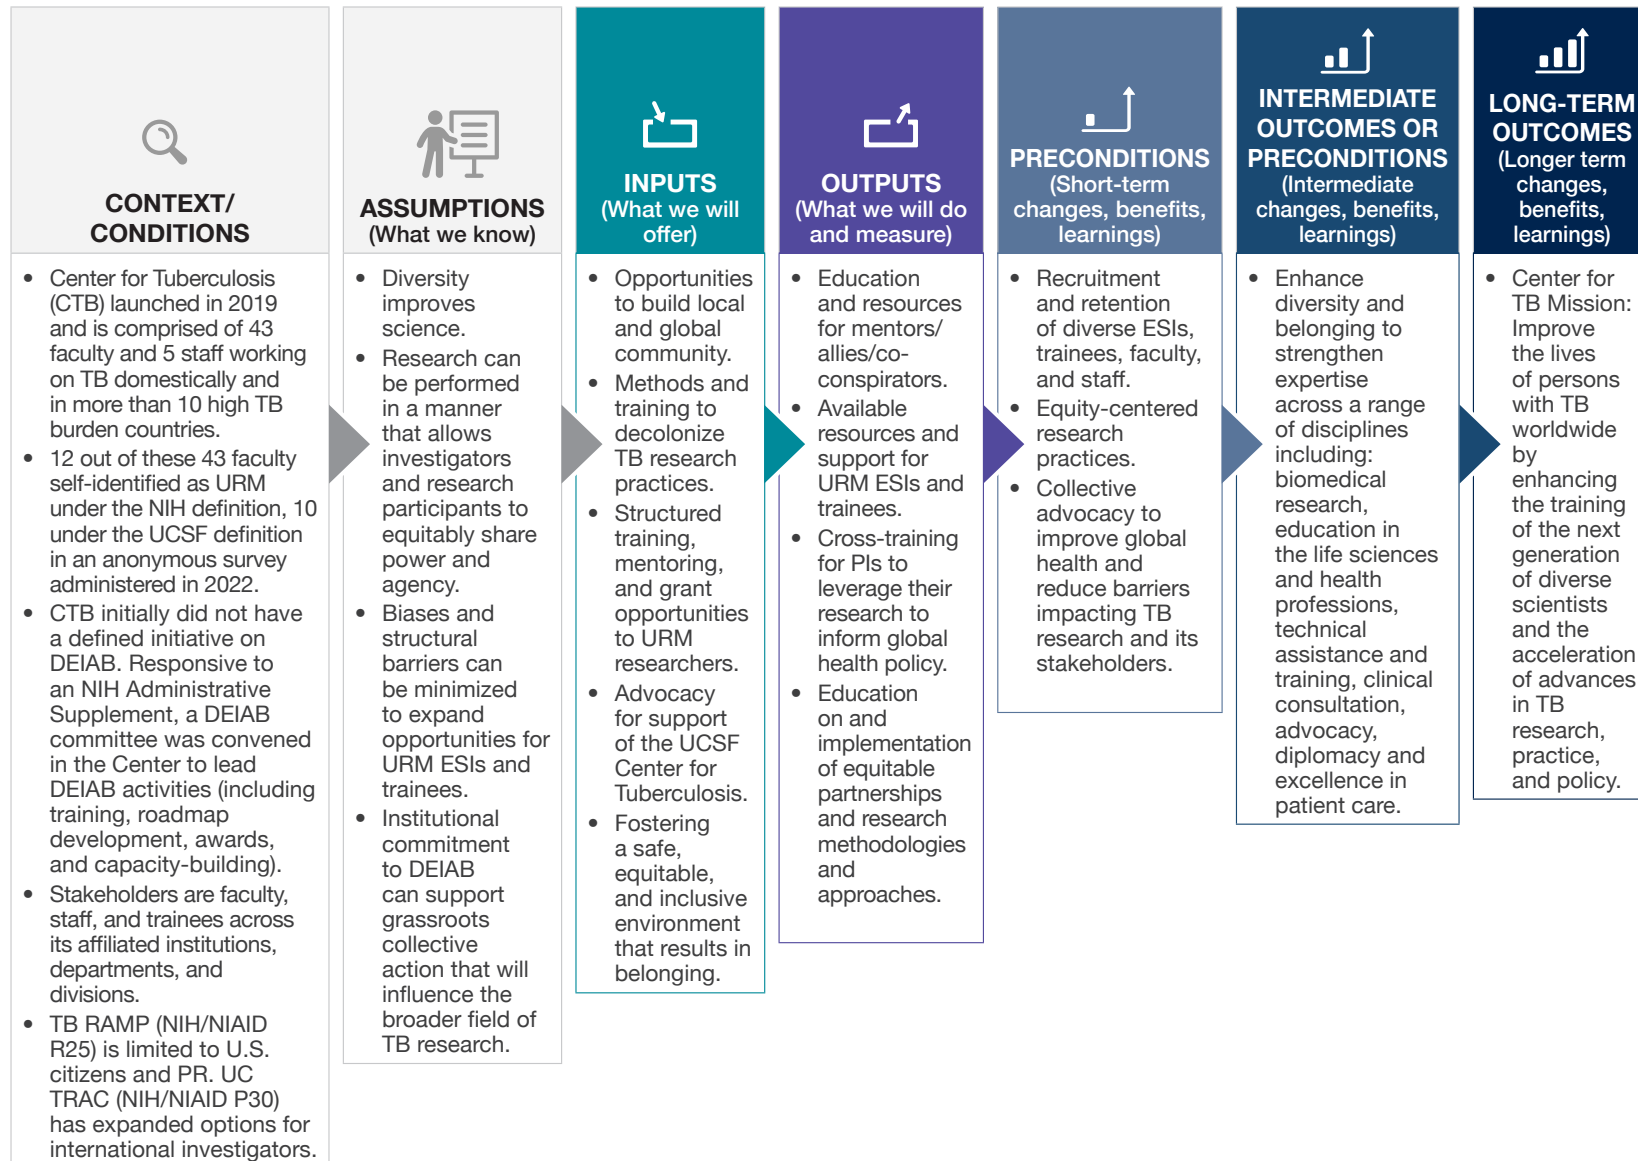 CONTEXT/
CONDITIONS
• Center for Tuberculosis
(CTB) launched in 2019
and is comprised of 43
faculty and 5 staff working
on TB domestically and
in more than 10 high TB
burden countries.
• 12 out of these 43 faculty
self-identified as URM
under the NIH definition, 10
under the UCSF definition
in an anonymous survey
administered in 2022.
• CTB initially did not have
a defined initiative on
DEIAB. Responsive to
an NIH Administrative
Supplement, a DEIAB
committee was convened
in the Center to lead
DEIAB activities (including
training, roadmap
development, awards,
and capacity-building).
• Stakeholders are faculty,
staff, and trainees across
its affiliated institutions,
departments, and
divisions.
• TB RAMP (NIH/NIAID
R25) is limited to U.S.
citizens and PR. UC
TRAC (NIH/NIAID P30)
has expanded options for
international investigators.
ASSUMPTIONS
(What we know)
• Diversity
improves
science.
• Research can
be performed
in a manner
that allows
investigators
and research
participants to
equitably share
power and
agency.
• Biases and
structural
barriers can
be minimized
to expand
opportunities for
URM ESIs and
trainees.
• Institutional
commitment
to DEIAB
can support
grassroots
collective
action that will
influence the
broader field of
TB research.
INPUTS
(What we will
offer)
• Opportunities
to build local
and global
community.
• Methods and
training to
decolonize
TB research
practices.
• Structured
training,
mentoring,
and grant
opportunities
to URM
researchers.
• Advocacy
for support
of the UCSF
Center for
Tuberculosis.
• Fostering
a safe,
equitable,
and inclusive
environment
that results in
belonging.
OUTPUTS
(What we will do
and measure)
• Education
and resources
for mentors/
allies/co-
conspirators.
• Available
resources and
support for
URM ESIs and
trainees.
• Cross-training
for PIs to
leverage their
research to
inform global
health policy.
• Education
on and
implementation
of equitable
partnerships
and research
methodologies
and
approaches.
PRECONDITIONS
(Short-term
changes, benefits,
learnings)
• Recruitment
and retention
of diverse ESIs,
trainees, faculty,
and staff.
• Equity-centered
research
practices.
• Collective
advocacy to
improve global
health and
reduce barriers
impacting TB
research and its
stakeholders.
INTERMEDIATE
OUTCOMES OR
PRECONDITIONS
(Intermediate
changes, benefits,
learnings)
• Enhance
diversity and
belonging to
strengthen
expertise
across a range
of disciplines
including:
biomedical
research,
education in
the life sciences
and health
professions,
technical
assistance and
training, clinical
consultation,
advocacy,
diplomacy and
excellence in
patient care.
LONG-TERM
OUTCOMES
(Longer term
changes,
benefits,
learnings)
• Center for
TB Mission:
Improve
the lives
of persons
with TB
worldwide
by
enhancing
the training
of the next
generation
of diverse
scientists
and the
acceleration
of advances
in TB
research,
practice,
and policy.